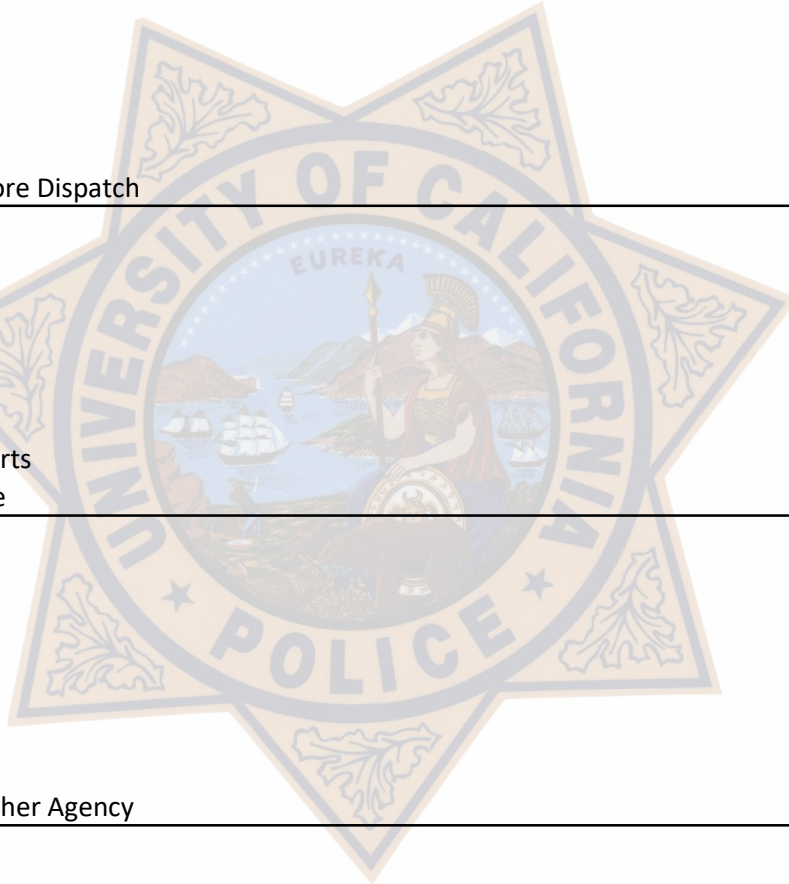 ore Dispatch
UNIVERSITY OF CALIFORNIA
EUREKA
rts
e
POLICE
her Agency